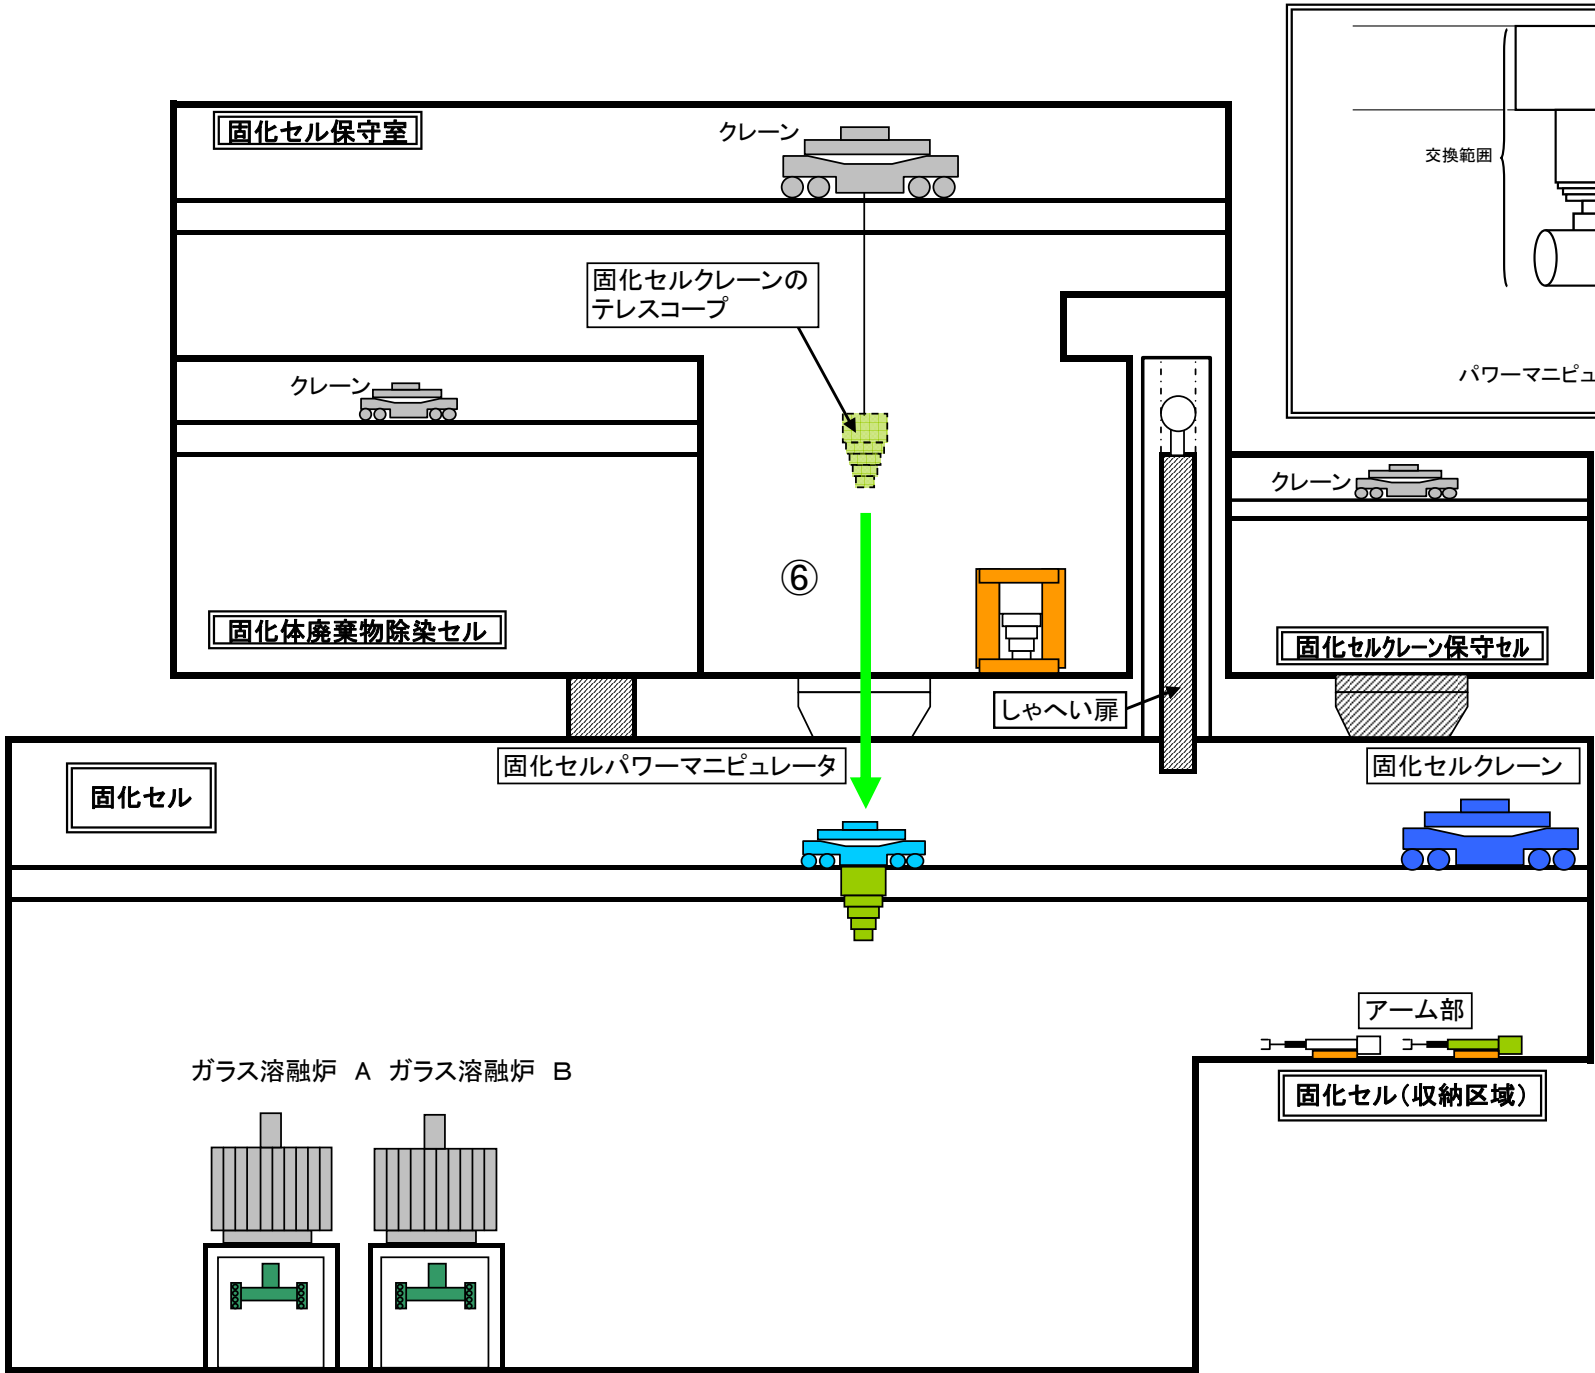 固化セル保守室
クレーン
交換範囲
固化セルクレーンの
テレスコープ
クレーン
パワーマニピュ
クレーン
⑥
固化体廃棄物除染セル
固化セルクレーン保守セル
しゃへい扉
固化セルパワーマニピュレータ
固化セルクレーン
固化セル
アーム部
ガラス溶融炉 A ガラス溶融炉 B
固化セル(収納区域)